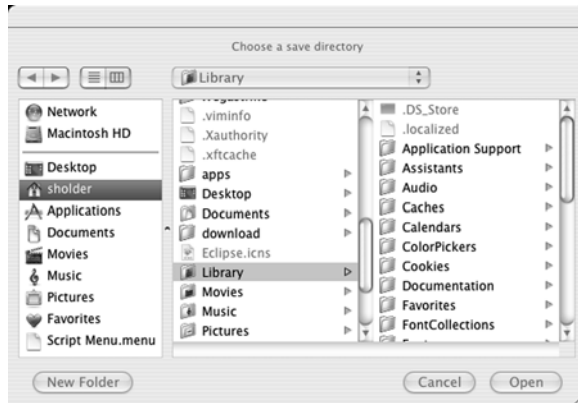 Choose a save directory
Library
Network
Macintosh HD
Desktop
sholder
Applications
Documents
Movies
Music
Pictures
Favorites
Script Menu.menu
.viminfo
.Xauthority
.xftcache
apps
Desktop
Documents
download
Eclipse.icns
Library
Movies
Music
Pictures
.DS_Store
.localized
Application Support
Assistants
Audio
Caches
Calendars
ColorPickers
Cookies
Documentation
Favorites
FontCollections
New Folder
Cancel
Open